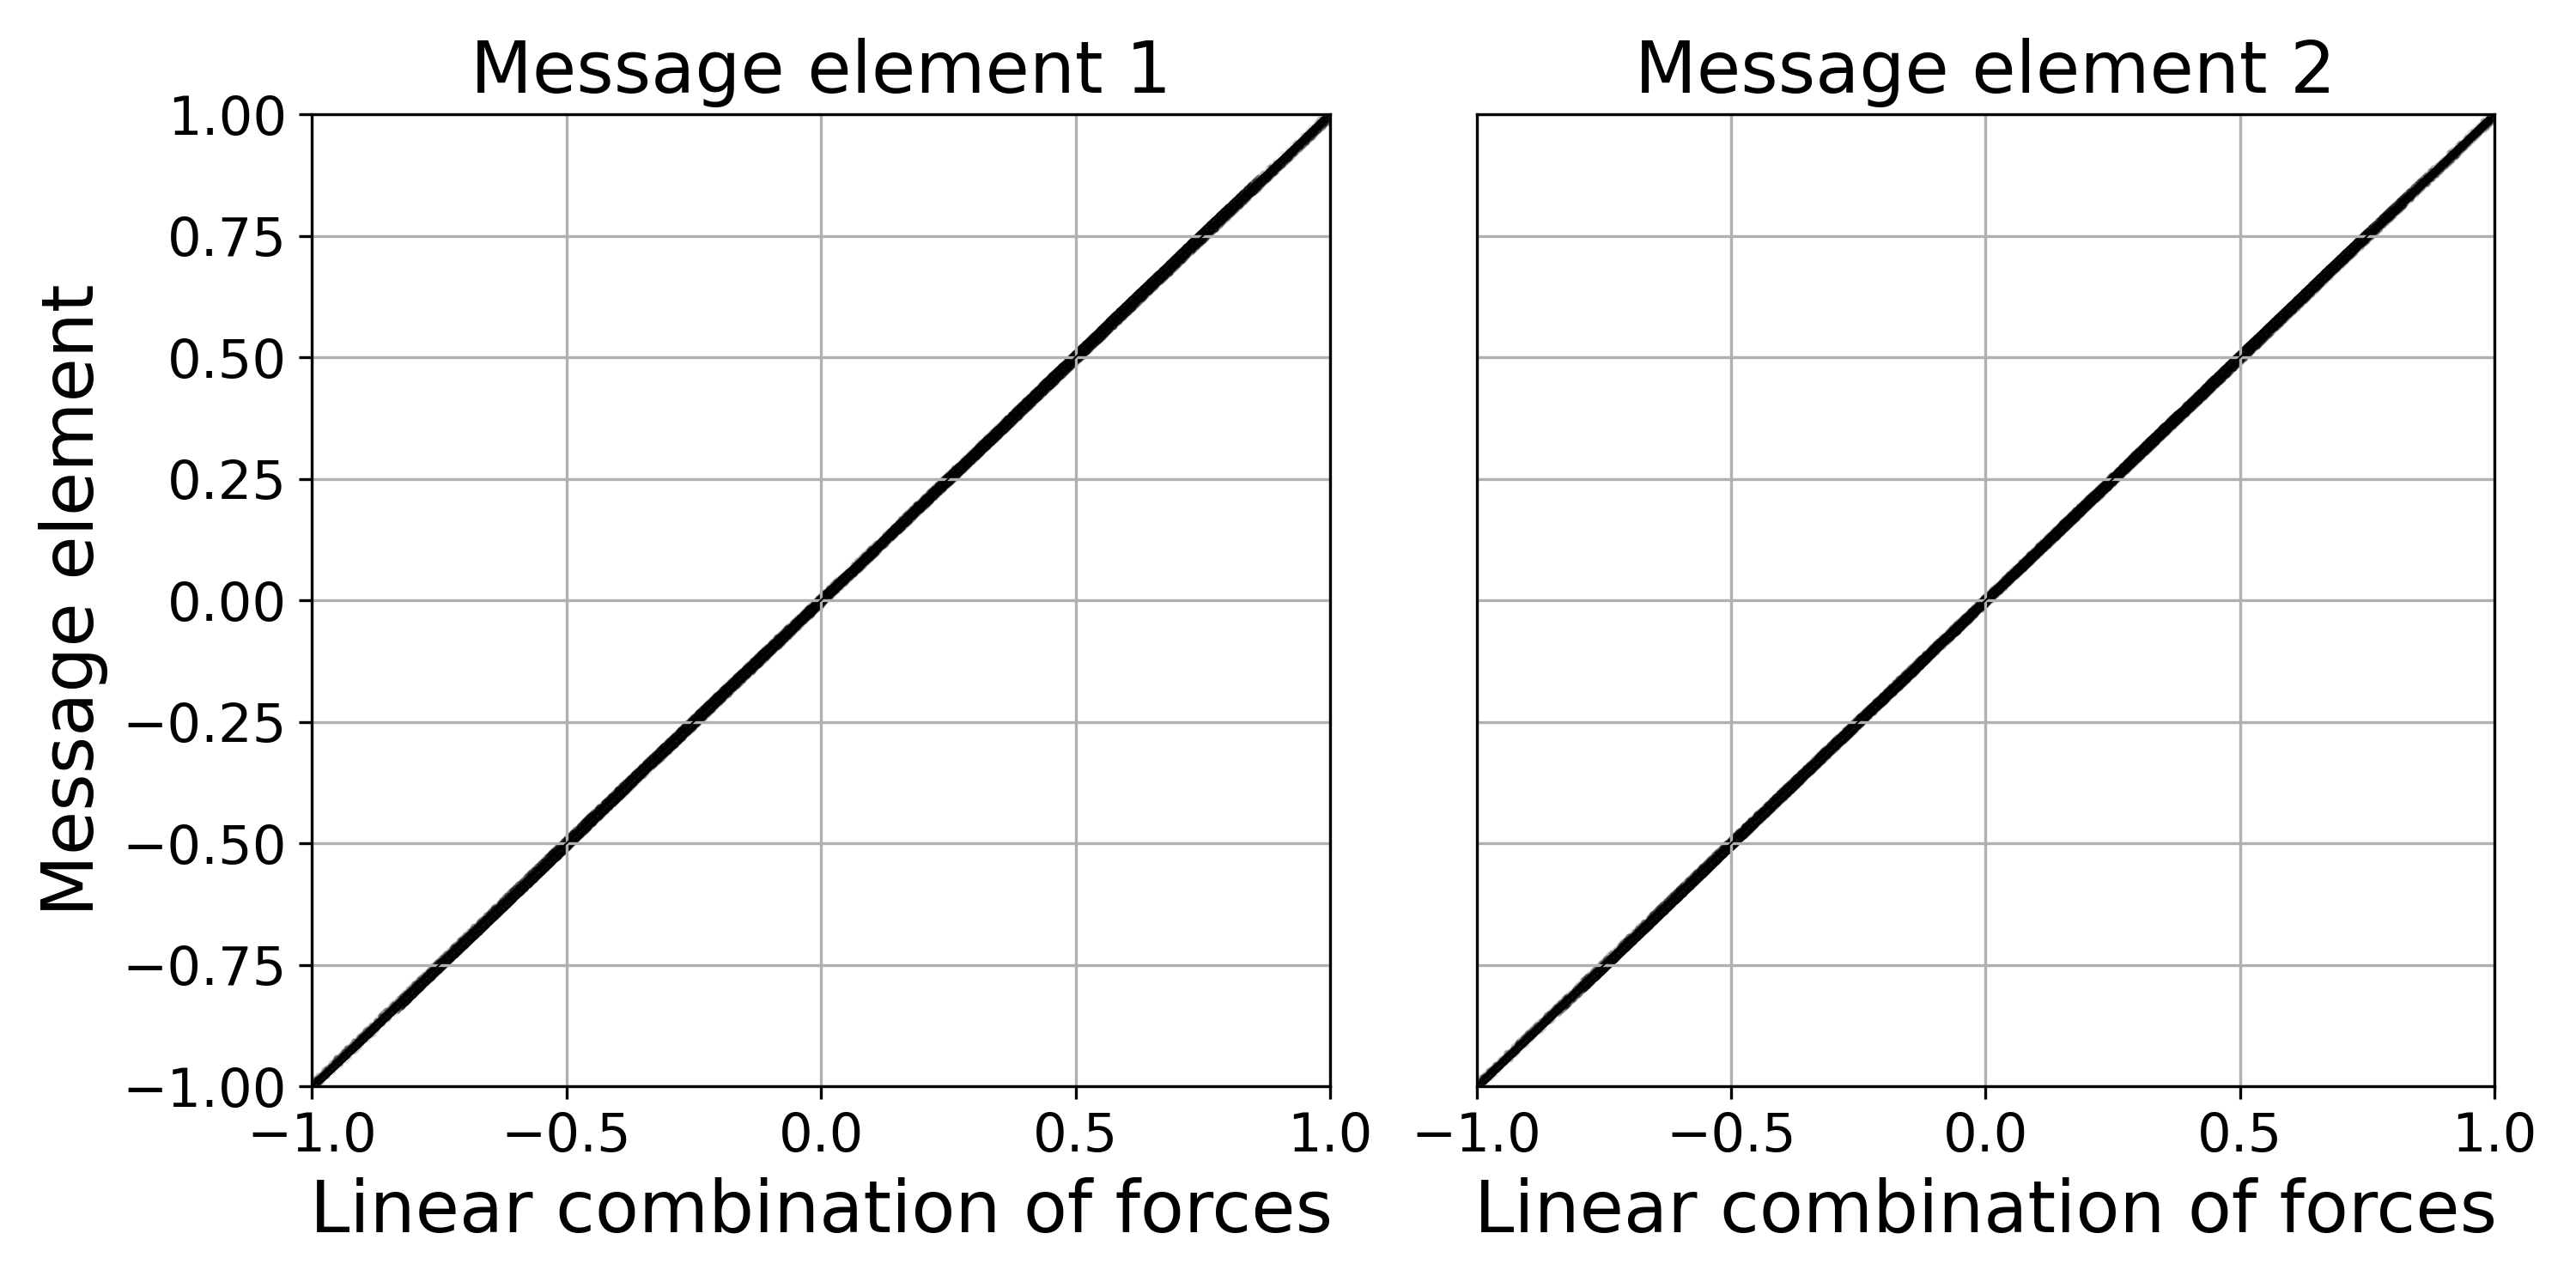 Message element 1
Message element 2
Message element
1.00
0.75
0.50
0.25
0.00
−0.25
−0.50
−0.75
−1.00
−1.0 −0.5 0.0 0.5 1.0
−1.0 −0.5 0.0 0.5 1.0
Linear combination of forces
Linear combination of forces